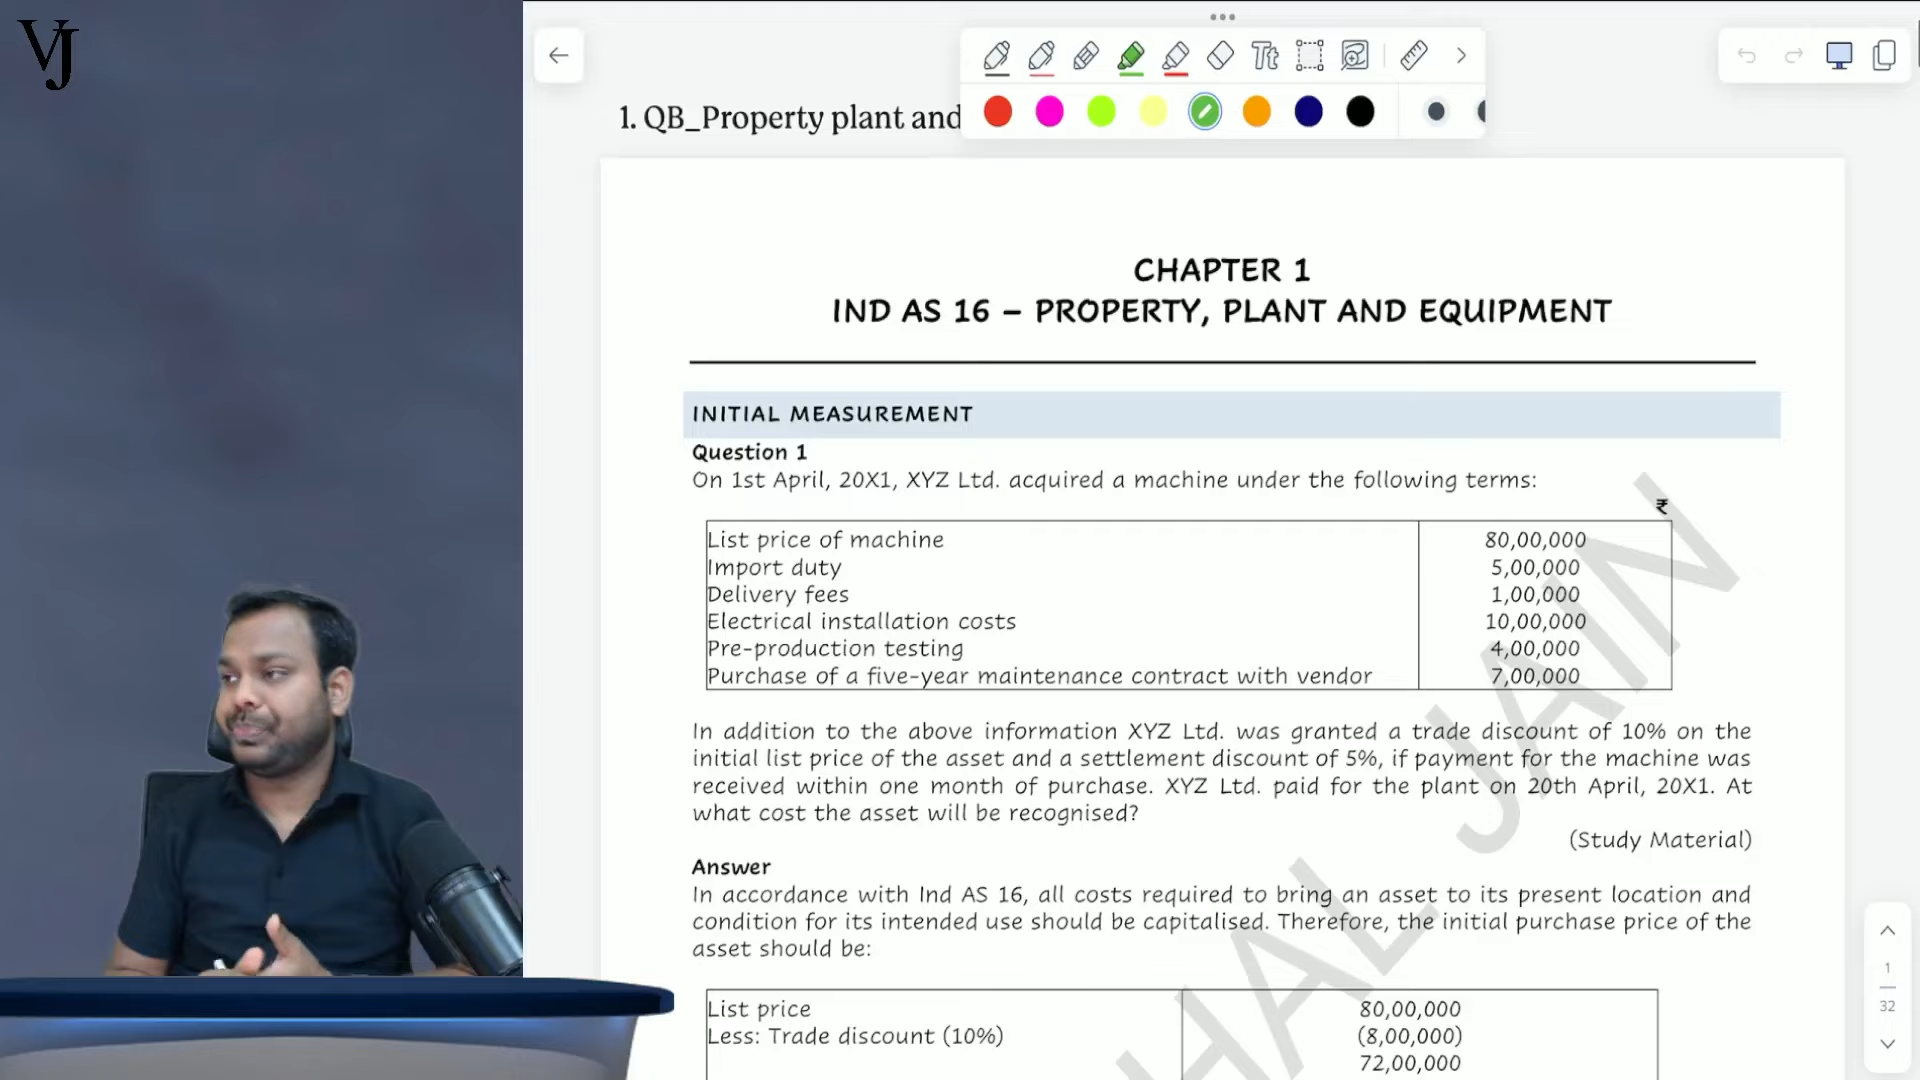 VJ
1. QB_Property plant and
Tt
CHAPTER 1
IND AS 16 – PROPERTY, PLANT AND EQUIPMENT
INITIAL MEASUREMENT
Question 1
On 1st April, 20X1, XYZ Ltd. acquired a machine under the following terms:
₹
List price of machine 80,00,000
Import duty 5,00,000
Delivery fees 1,00,000
Electrical installation costs 10,00,000
Pre-production testing 4,00,000
Purchase of a five-year maintenance contract with vendor 7,00,000
In addition to the above information XYZ Ltd. was granted a trade discount of 10% on the
initial list price of the asset and a settlement discount of 5%, if payment for the machine was
received within one month of purchase. XYZ Ltd. paid for the plant on 20th April, 20X1. At
what cost the asset will be recognised?
(Study Material)
Answer
In accordance with Ind AS 16, all costs required to bring an asset to its present location and
condition for its intended use should be capitalised. Therefore, the initial purchase price of the
asset should be:
List price 80,00,000
Less: Trade discount (10%) (8,00,000)
72,00,000
HAL JAIN
1
32